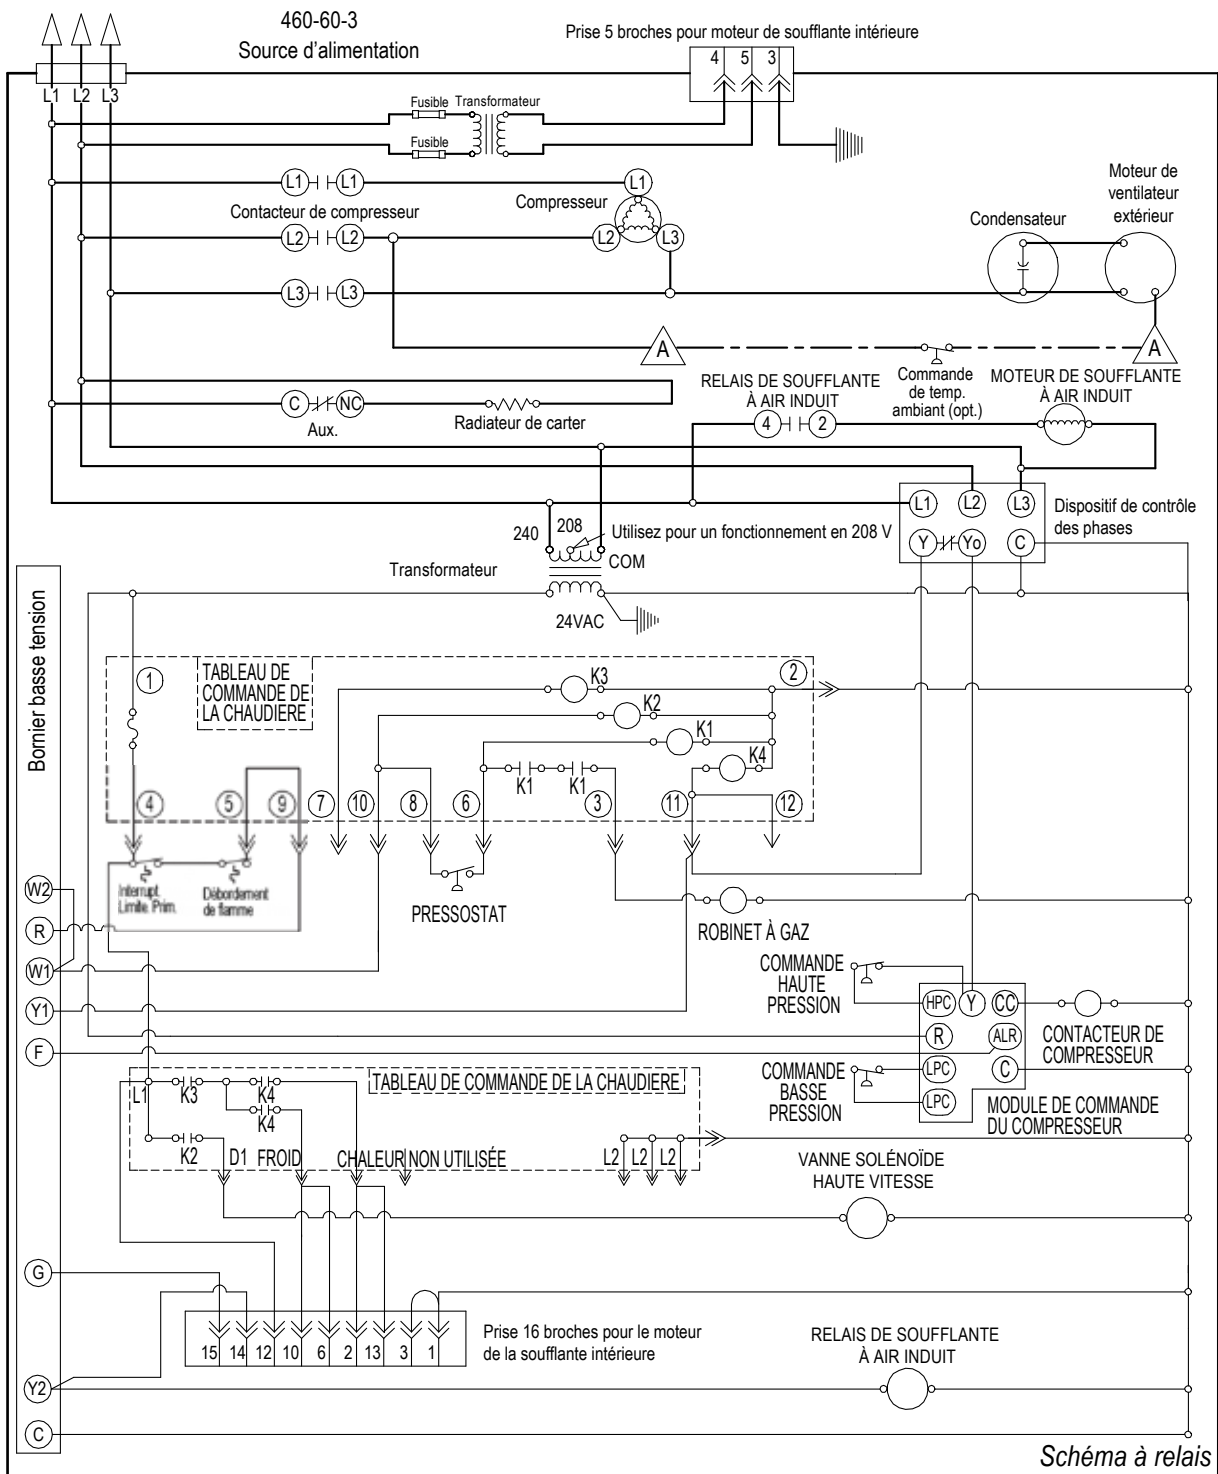 460-60-3
Source d'alimentation
Prise 5 broches pour moteur de soufflante intérieure
4 5 3
L1 L2 L3
Fusible Transformateur
Fusible
L1 L1
L1
Compresseur
Contacteur de compresseur
L2 L2
L2 L3
L3 L3
Condensateur
Moteur de
ventilateur
extérieur
A
A
Commande
de temp.
ambiant (opt.)
RELAIS DE SOUFFLANTE
À AIR INDUIT
MOTEUR DE SOUFFLANTE
À AIR INDUIT
C NC
Aux.
Radiateur de carter
4 2
L1 L2 L3
Dispositif de contrôle
des phases
Y Yo C
240 208
Utilisez pour un fonctionnement en 208 V
COM
Transformateur
24VAC
Bornier basse tension
1
TABLEAU DE
COMMANDE DE
LA CHAUDIERE
K3
2
K2
K1
K4
K1 K1
4 5 9 7 10 8 6 3 11 12
Interrupt.
Limite. Prim.
Débordement
de flamme
PRESSOSTAT
ROBINET À GAZ
W2
R
W1
Y1
F
COMMANDE
HAUTE
PRESSION
HPC Y CC
R ALR
LPC C
LPC
CONTACTEUR DE
COMPRESSEUR
COMMANDE
BASSE
PRESSION
MODULE DE COMMANDE
DU COMPRESSEUR
TABLEAU DE COMMANDE DE LA CHAUDIERE
L1 K3 K4
K4
K2
D1 FROID CHALEUR NON UTILISÉE
L2 L2 L2
VANNE SOLÉNOÏDE
HAUTE VITESSE
G
15 14 12 10 6 2 13 3 1
Prise 16 broches pour le moteur
de la soufflante intérieure
RELAIS DE SOUFFLANTE
À AIR INDUIT
Y2
C
Schéma à relais